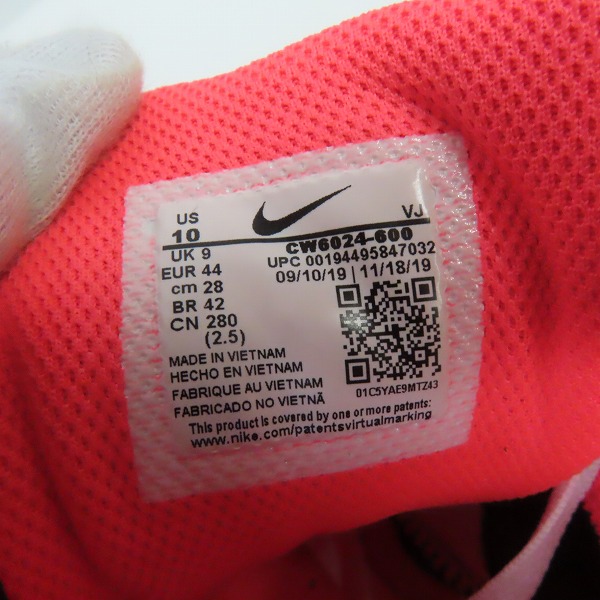 US
10
VJ
UK 9
CW6024-600
EUR 44
UPC 00194495847032
cm 28
09/10/19 | 11/18/19
BR 42
CN 280
(2.5)
MADE IN VIETNAM
HECHO EN VIETNAM
FABRIQUE AU VIETNAM
FABRICADO NO VIETNÃ
01C5YAE9MTZ43
This product is covered by one or more patents:
www.nike.com/patentsvirtualmarking